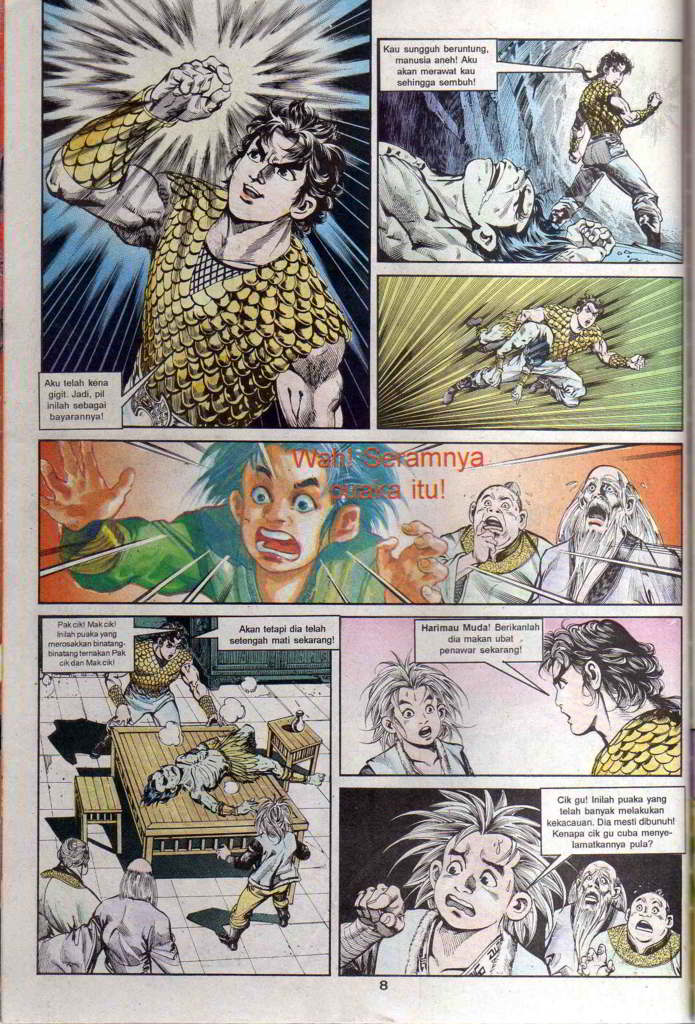 Aku telah kena
gigit. Jadi, pil
inilah sebagai
bayarannya!
Kau sungguh beruntung,
manusia aneh! Aku
akan merawat kau
sehingga sembuh!
Wah! Seramnya
puaka itu!
Pak cik! Mak cik!
Inilah puaka yang
merosakkan binatang-
binatang ternakan Pak
cik dan Mak cik!
Akan tetapi dia telah
setengah mati sekarang!
Harimau Muda! Berikanlah
dia makan ubat
penawar sekarang!
Cik gu! Inilah puaka yang
telah banyak melakukan
kekacauan. Dia mesti dibunuh!
Kenapa cik gu cuba menye-
lamatkannya pula?
8